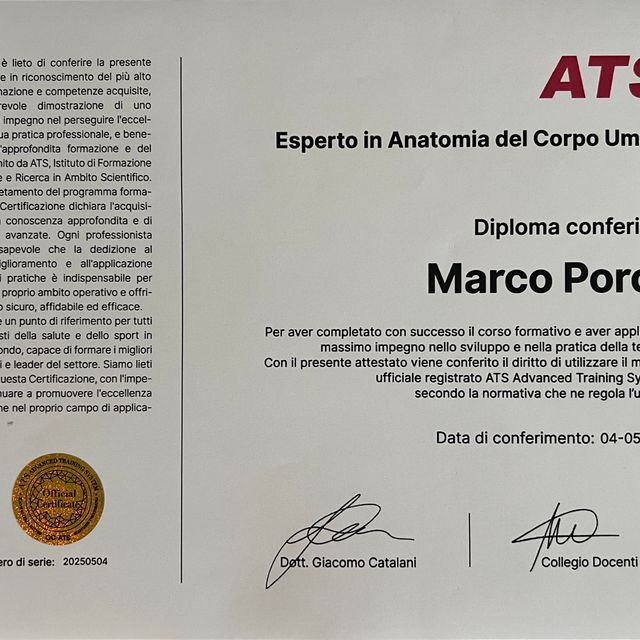 è lieto di conferire la presente
e in riconoscimento del più alto
mazione e competenze acquisite,
revole dimostrazione di uno
impegno nel perseguire l'eccel-
ua pratica professionale, e bene-
'approfondita formazione e del
nito da ATS, Istituto di Formazione
e e Ricerca in Ambito Scientifico.
letamento del programma forma-
Certificazione dichiara l'acquisi-
a conoscenza approfondita e di
avanzate. Ogni professionista
sapevole che la dedizione al
iglioramento e all'applicazione
i pratiche è indispensabile per
proprio ambito operativo e offri-
o sicuro, affidabile ed efficace.
e un punto di riferimento per tutti
sti della salute e dello sport in
ondo, capace di formare i migliori
i e leader del settore. Siamo lieti
uesta Certificazione, con l'impe-
nuare a promuovere l'eccellenza
ne nel proprio campo di applica-
ADVANCED TRAINING SYSTEM
Official
Certificate
ero di serie: 20250504
ATS
Esperto in Anatomia del Corpo Um
Diploma conferi
Marco Poro
Per aver completato con successo il corso formativo e aver appl
massimo impegno nello sviluppo e nella pratica della te
Con il presente attestato viene conferito il diritto di utilizzare il m
ufficiale registrato ATS Advanced Training Sy
secondo la normativa che ne regola l'u
Data di conferimento: 04-05
Dott. Giacomo Catalani
Collegio Docenti